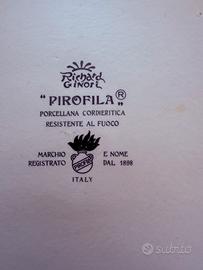 Richard
Ginori
"PIROFILA"®
PORCELLANA CORDIERITICA
RESISTENTE AL FUOCO
MARCHIO E NOME
REGISTRATO DAL 1898
ITALY
subito